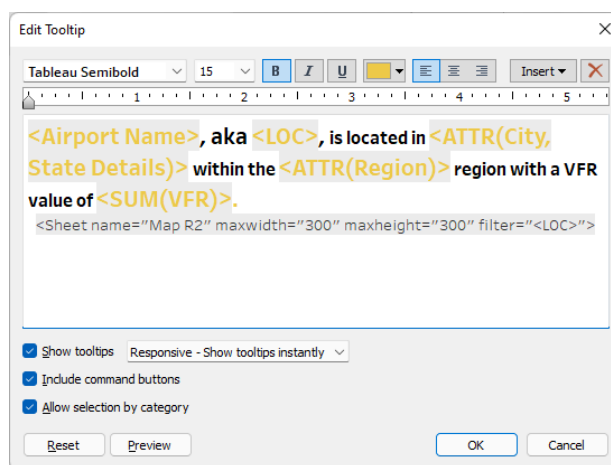 Edit Tooltip
Tableau Semibold 15 B I U Insert
1 2 3 4 5
<Airport Name>, aka <LOC>, is located in <ATTR(City,
State Details)> within the <ATTR(Region)> region with a VFR
value of <SUM(VFR)>.
<Sheet name="Map R2" maxwidth="300" maxheight="300" filter="<LOC>">
Show tooltips Responsive - Show tooltips instantly
Include command buttons
Allow selection by category
Reset Preview OK Cancel